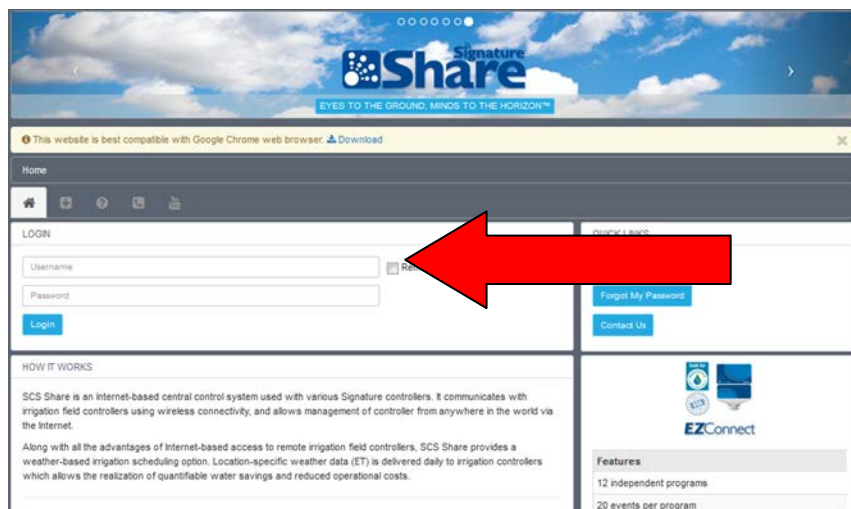 Signature
Share
EYES TO THE GROUND, MINDS TO THE HORIZON™
This website is best compatible with Google Chrome web browser. Download
Home
LOGIN
Username
Password
Login
QUICK LINKS
Forgot My Password
Contact Us
HOW IT WORKS
SCS Share is an Internet-based central control system used with various Signature controllers. It communicates with
irrigation field controllers using wireless connectivity, and allows management of controller from anywhere in the world via
the Internet.
Along with all the advantages of Internet-based access to remote irrigation field controllers, SCS Share provides a
weather-based irrigation scheduling option. Location-specific weather data (ET) is delivered daily to irrigation controllers
which allows the realization of quantifiable water savings and reduced operational costs.
EZConnect
Features
12 independent programs
20 events per program